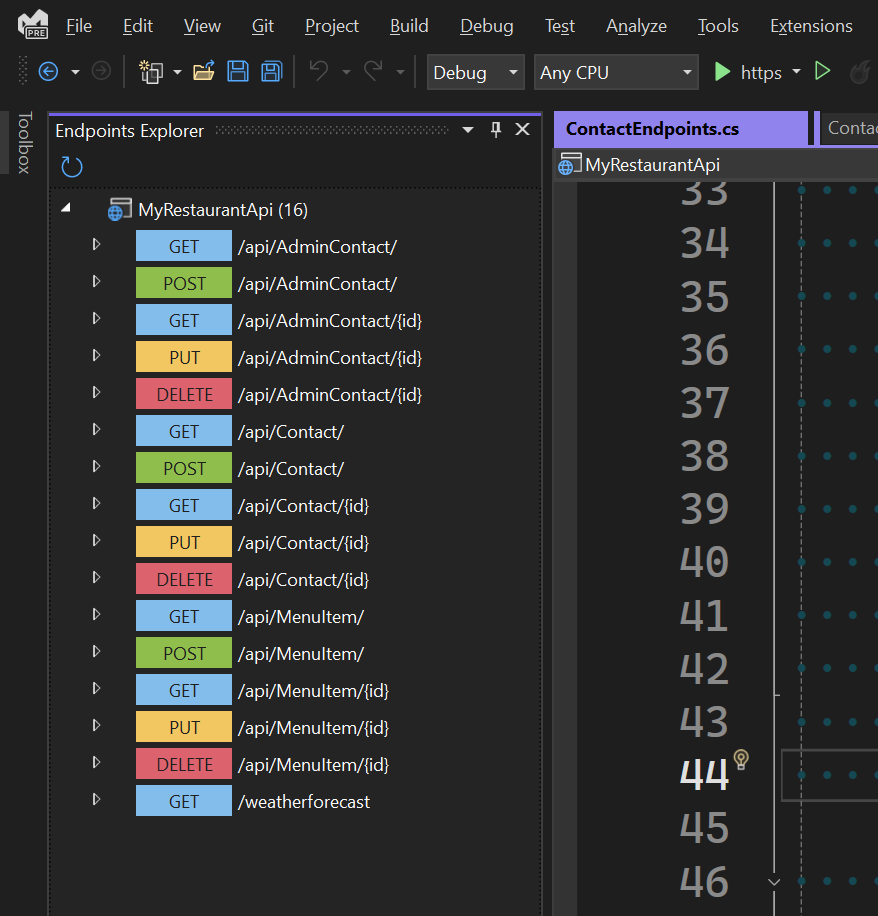 PRE File Edit View Git Project Build Debug Test Analyze Tools Extensions
Debug Any CPU https
Toolbox
Endpoints Explorer
MyRestaurantApi (16)
GET /api/AdminContact/
POST /api/AdminContact/
GET /api/AdminContact/{id}
PUT /api/AdminContact/{id}
DELETE /api/AdminContact/{id}
GET /api/Contact/
POST /api/Contact/
GET /api/Contact/{id}
PUT /api/Contact/{id}
DELETE /api/Contact/{id}
GET /api/MenuItem/
POST /api/MenuItem/
GET /api/MenuItem/{id}
PUT /api/MenuItem/{id}
DELETE /api/MenuItem/{id}
GET /weatherforecast
ContactEndpoints.cs Contac
MyRestaurantApi
33
34
35
36
37
38
39
40
41
42
43
44
45
46